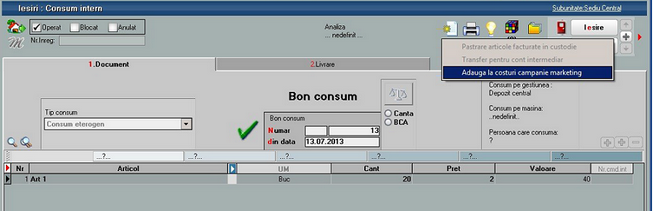 Iesiri : Consum intern
Subunitate:Sediu Central
Operat
Blocat
Anulat
Nr.Inreg:
Analiza
... nedefinit ..
Iesire
Pastrare articole facturate in custodie
Transfer pentru cont intermediar
Adauga la costuri campanie marketing
1.Document
2.Livrare
Consum pe gestiunea :
Depozit central
Consum pe masina:
..nedefinit..
Persoana care consuma:
?
Bon consum
Canta
BCA
Tip consum
Consum eterogen
Bon consum
Numar
13
din data
13.07.2013
...?...
...?...
...?...
...?...
...?...
...?...
Nr Articol UM Cant Pret Valoare Nr.cmd.int
1 Art 1 Buc 20 2 40